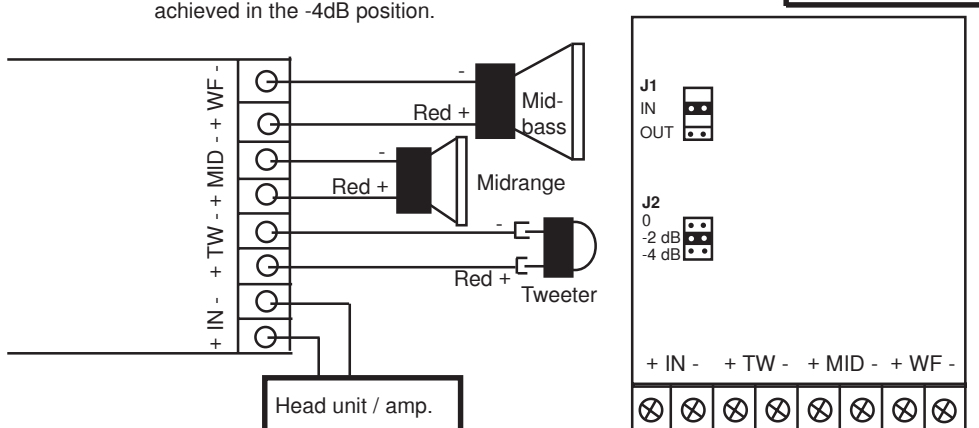 achieved in the -4dB position.
+ WF -
+ MID -
+ TW -
+ IN -
-
Red +
Mid-
bass
-
Red +
Midrange
-
Red +
Tweeter
Head unit / amp.
J1
IN
OUT
J2
0
-2 dB
-4 dB
+ IN - + TW - + MID - + WF -